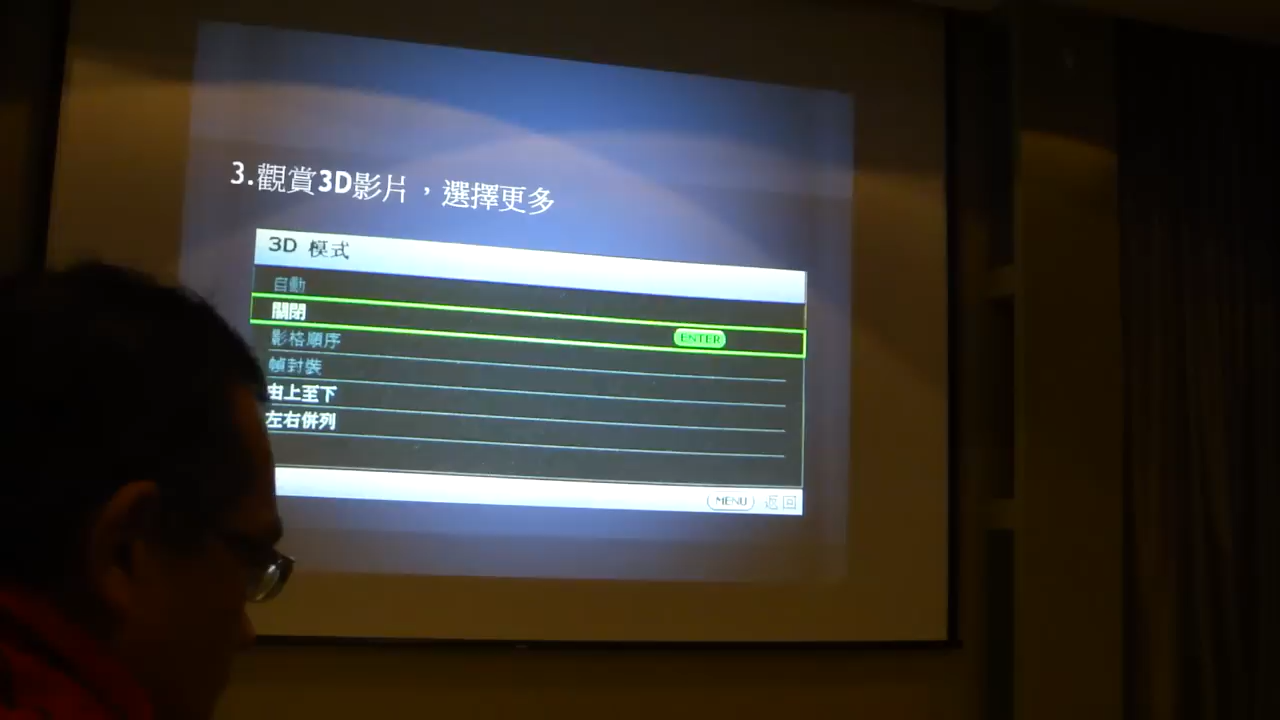 3.觀賞3D影片，選擇更多
3D 模式
自動
關閉
ENTER
影格順序
幀封裝
由上至下
左右併列
MENU 返回